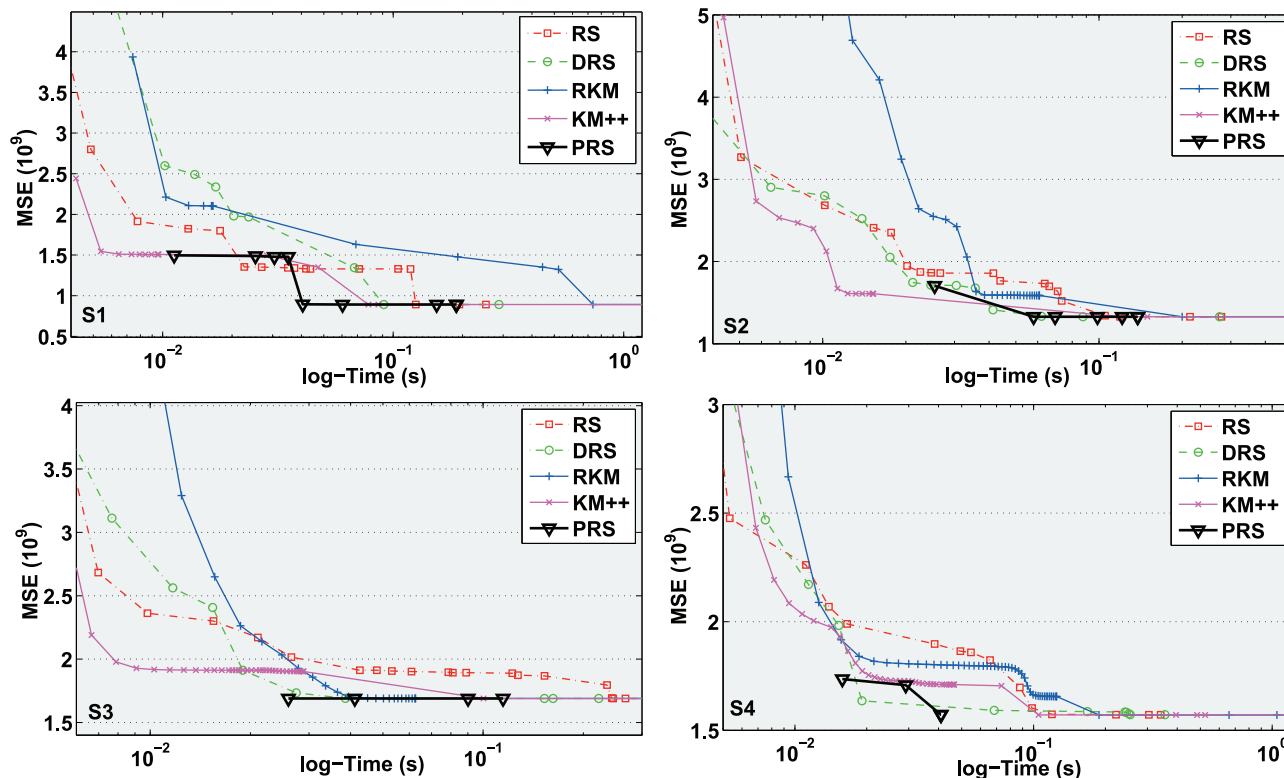 4
3.5
3
2.5
2
1.5
1
0.5
MSE (10^9)
S1
RS
DRS
RKM
KM++
PRS
10^−2
10^−1
10^0
log−Time (s)
5
4
3
2
1
MSE (10^9)
S2
RS
DRS
RKM
KM++
PRS
10^−2
10^−1
log−Time (s)
4
3.5
3
2.5
2
1.5
MSE (10^9)
S3
RS
DRS
RKM
KM++
PRS
10^−2
10^−1
log−Time (s)
3
2.5
2
1.5
MSE (10^9)
S4
RS
DRS
RKM
KM++
PRS
10^−2
10^−1
10^0
log−Time (s)